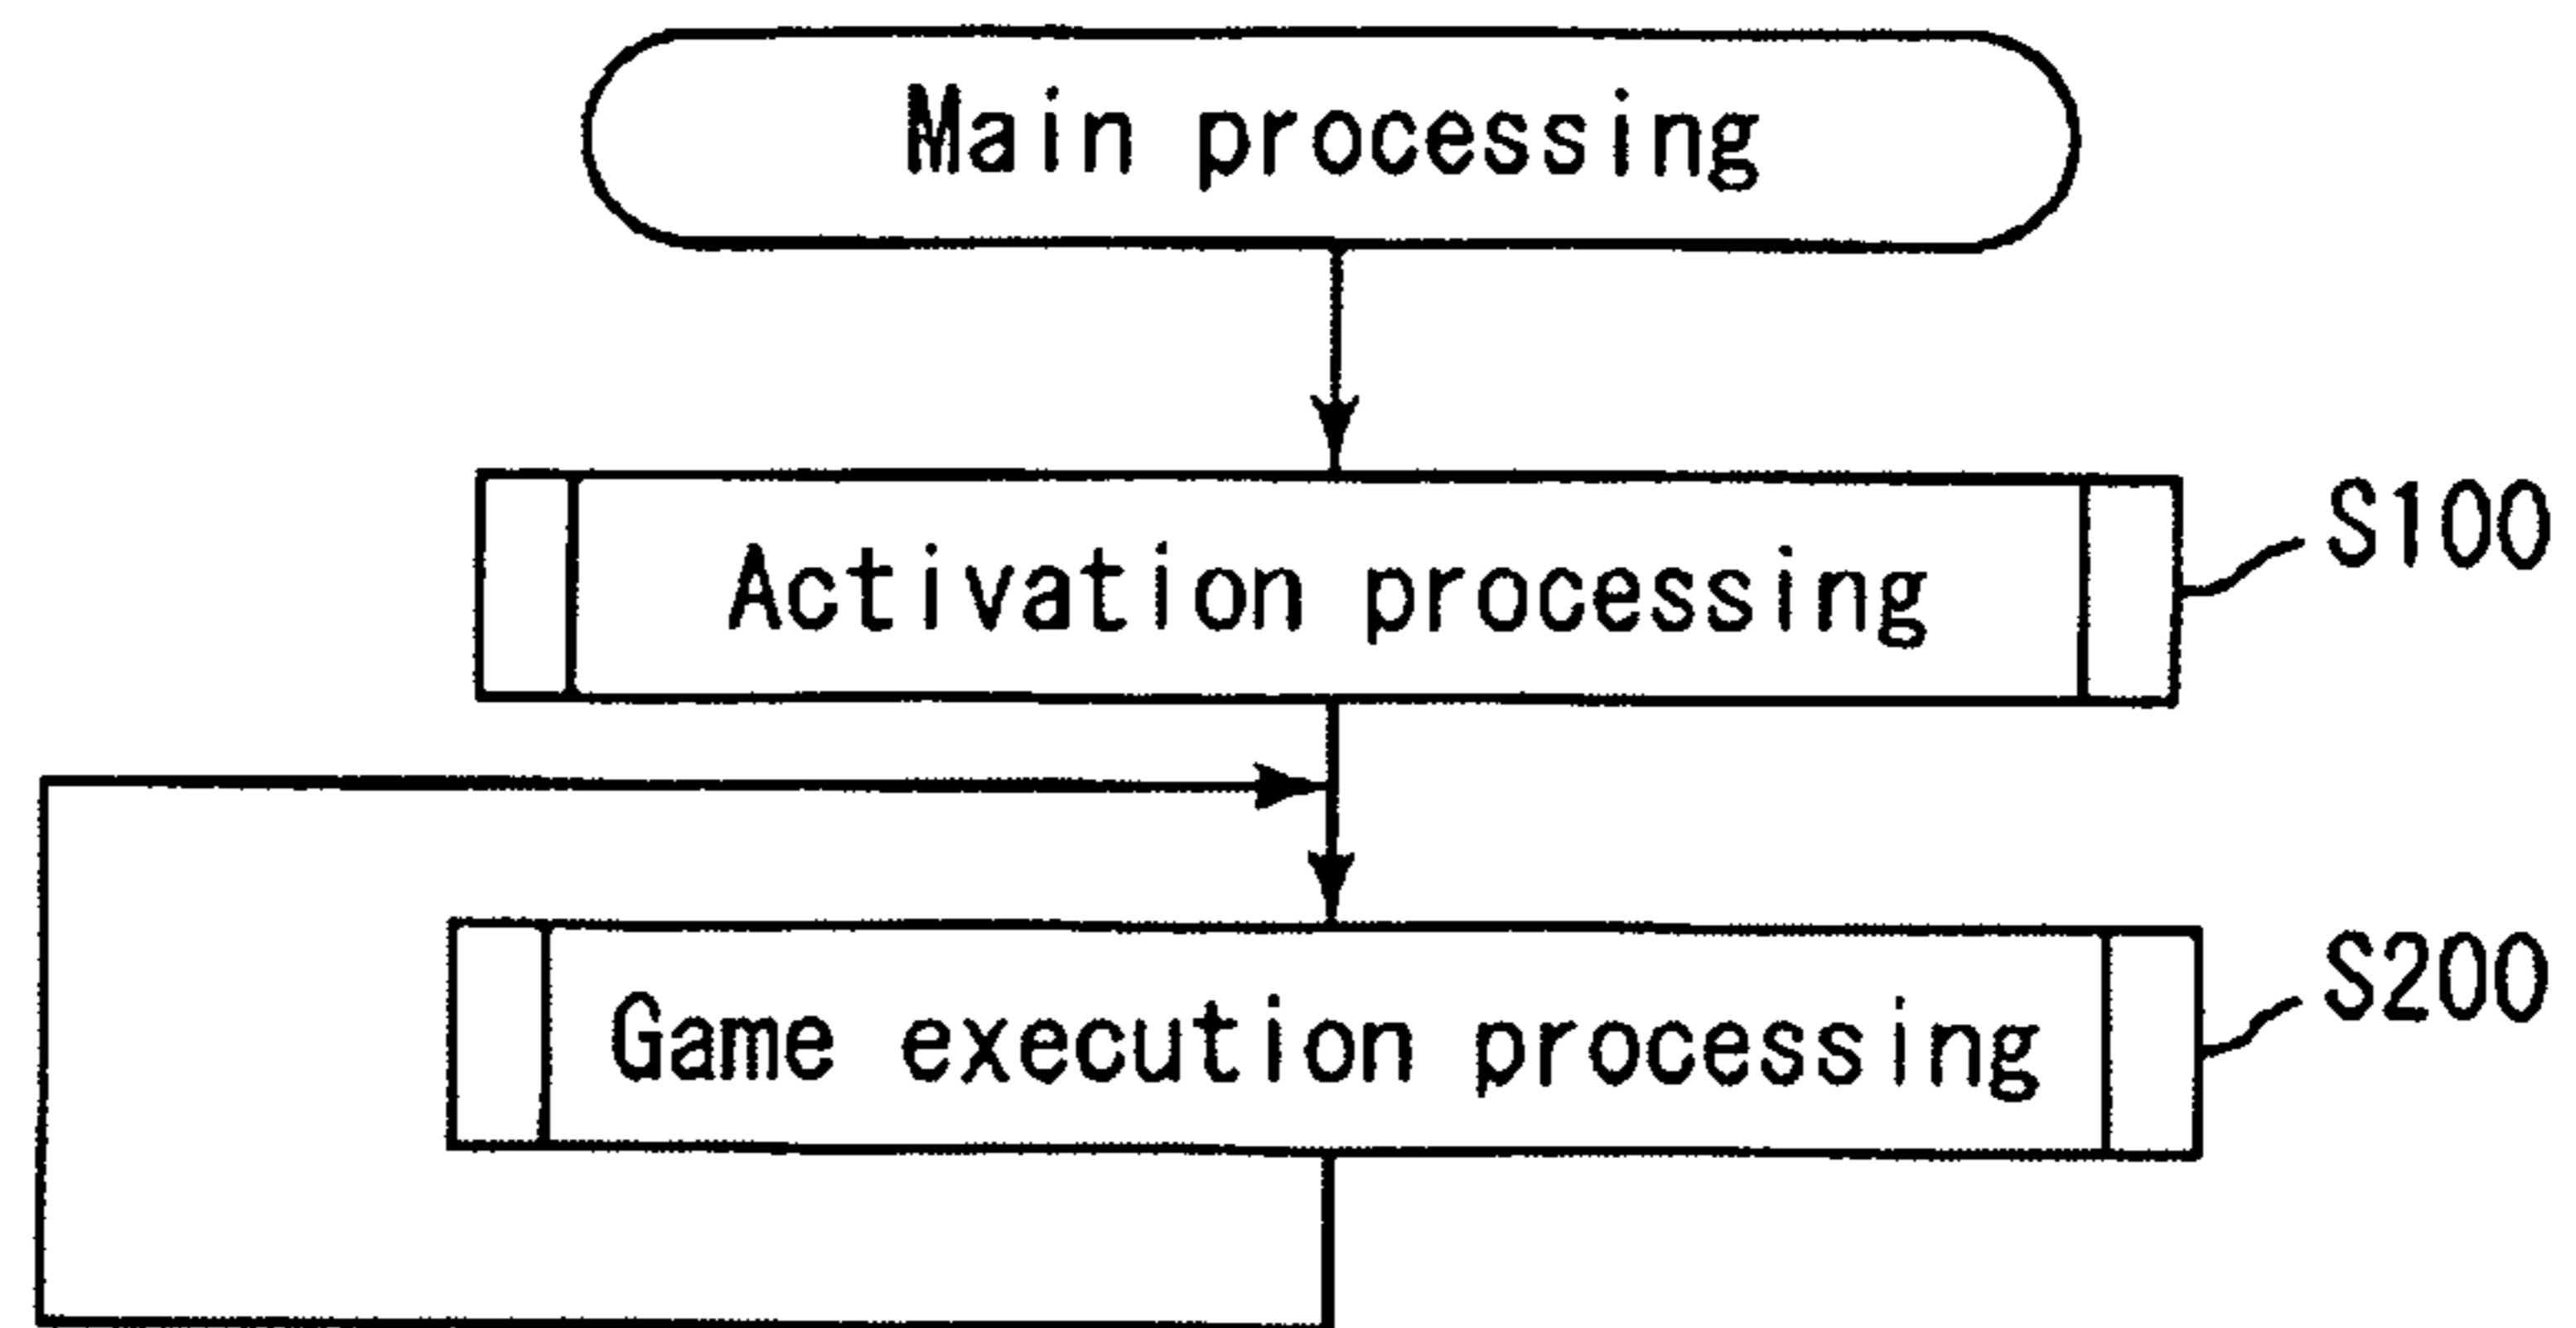 Main processing
Activation processing
S100
Game execution processing
S200